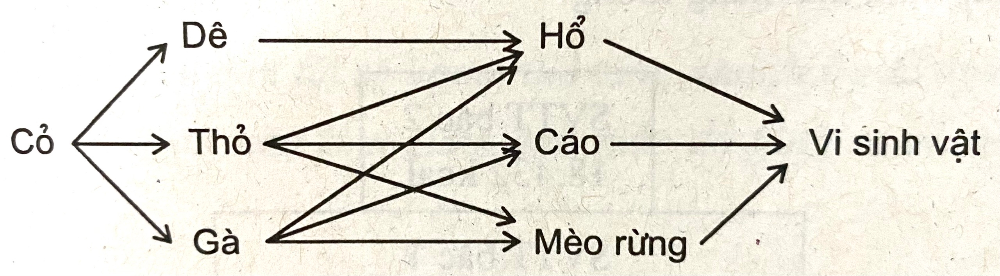 Dê Hổ
Cỏ Thỏ Cáo Vi sinh vật
Gà Mèo rừng